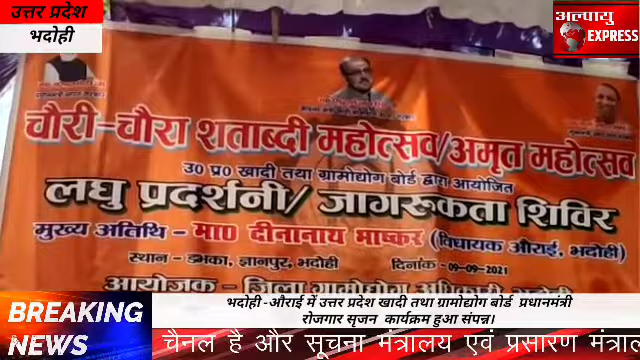 उत्तर प्रदेश
भदोही
अल्पायु
EXPRESS
चौरी-चौरा शताब्दी महोत्सव/अमृत महोत्सव
उ0 प्र0 खादी तथा ग्रामोद्योग बोर्ड द्वारा आयोजित
लघु प्रदर्शनी/ जागरूकता शिविर
मुख्य अतिथि - मा0 दीनानाथ भाष्कर (विधायक औराई, भदोही)
स्थान - डभका, ज्ञानपुर, भदोही दिनांक -09-09-2021
आयोजक - जिला ग्रामोद्योग अधिकारी, भदोही
BREAKING
NEWS
भदोही -औराई में उत्तर प्रदेश खादी तथा ग्रामोद्योग बोर्ड प्रधानमंत्री
रोजगार सृजन कार्यक्रम हुआ संपन्न।
चैनल है और सूचना मंत्रालय एवं प्रसारण मंत्राल